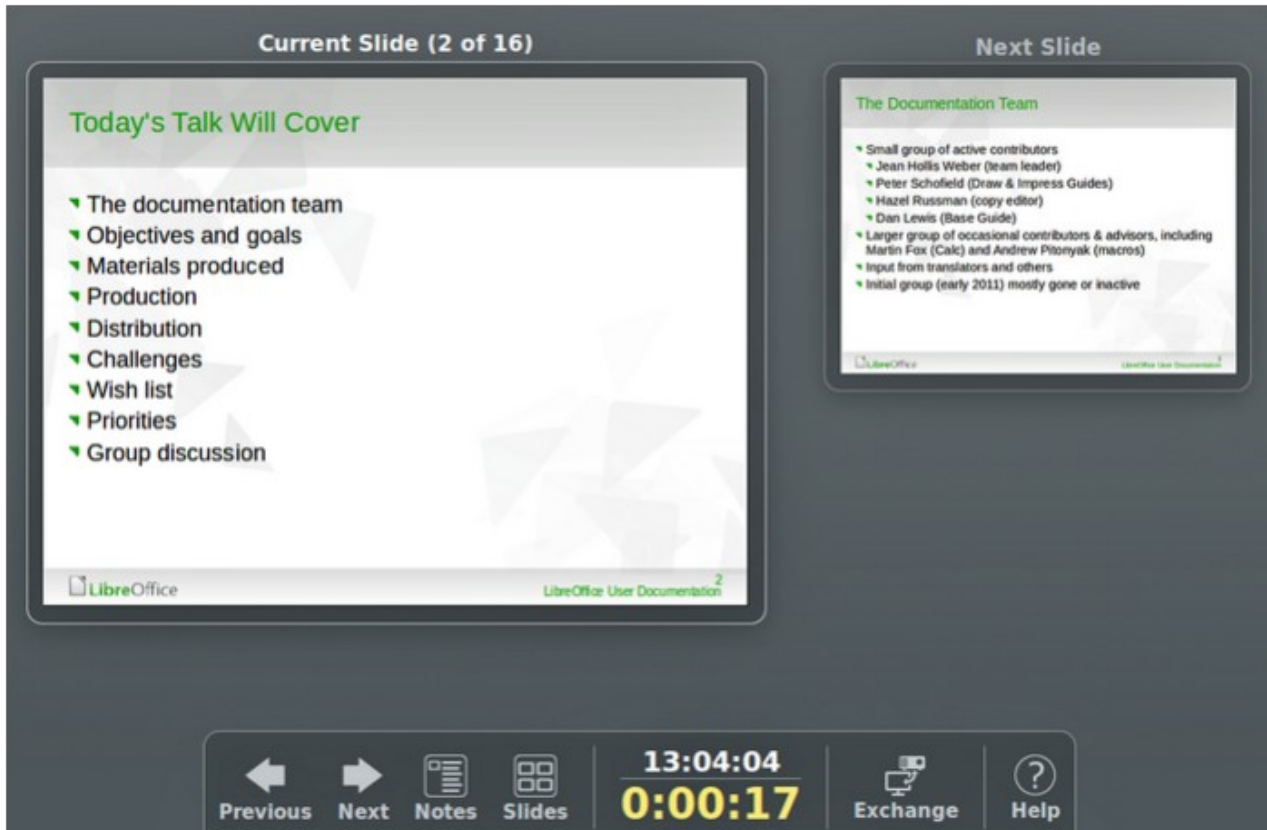 Current Slide (2 of 16)
Today's Talk Will Cover
The documentation team
Objectives and goals
Materials produced
Production
Distribution
Challenges
Wish list
Priorities
Group discussion
LibreOffice
2
LibreOffice User Documentation
Next Slide
The Documentation Team
Small group of active contributors
Jean Hollis Weber (team leader)
Peter Schofield (Draw & Impress Guides)
Hazel Russman (copy editor)
Dan Lewis (Base Guide)
Larger group of occasional contributors & advisors, including
Martin Fox (Calc) and Andrew Pitonyak (macros)
Input from translators and others
Initial group (early 2011) mostly gone or inactive
LibreOffice
LibreOffice User Documentation
Previous
Next
Notes
Slides
13:04:04
0:00:17
Exchange
Help